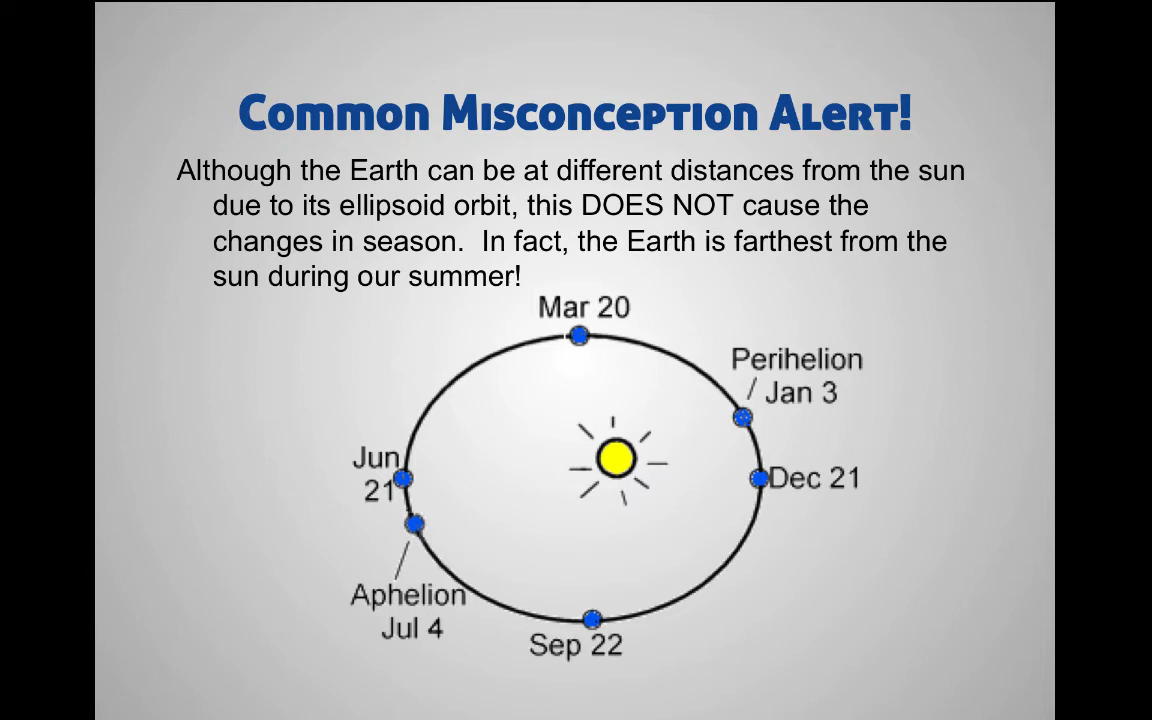 Common Misconception Alert!
Although the Earth can be at different distances from the sun
due to its ellipsoid orbit, this DOES NOT cause the
changes in season.  In fact, the Earth is farthest from the
sun during our summer!
Mar 20
Perihelion
Jan 3
Jun
21
Dec 21
Aphelion
Jul 4
Sep 22